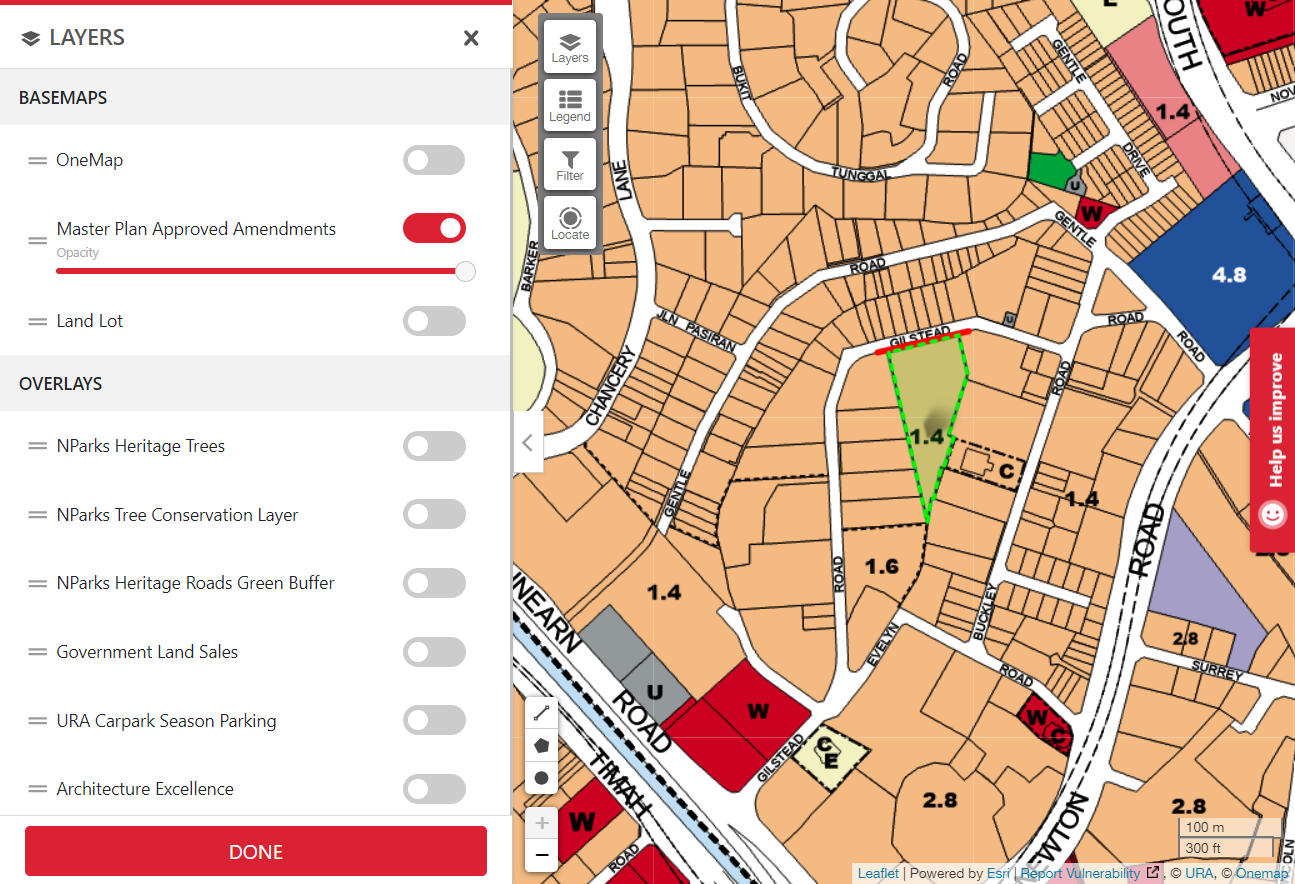 LAYERS
BASEMAPS
OneMap
Master Plan Approved Amendments
Opacity
Land Lot
OVERLAYS
NParks Heritage Trees
NParks Tree Conservation Layer
NParks Heritage Roads Green Buffer
Government Land Sales
URA Carpark Season Parking
Architecture Excellence
DONE
Layers
Legend
Filter
Locate
BUKIT
ROAD
TUNGGAL
LANE
BARKER
CHANCERY
JLN PASIRAN
GENTLE
DRIVE
OUTH
W
1.4
NOV
U
W
GENTLE
ROAD
4.8
U
ROAD
ROAD
GILSTEAD
ROAD
1.4
C
1.4
GENTLE
ROAD
1.6
1.4
ROAD
EVELYN
BUCKLEY
ROAD
2.8
SURREY
NEARN
ROAD
U
W
W
C
GILSTEAD
C
E
TIMAH
W
ROAD
2.8
2.8
NEWTON
Help us improve
100 m
300 ft
Leaflet | Powered by Esri | Report Vulnerability , © URA, © Onemap